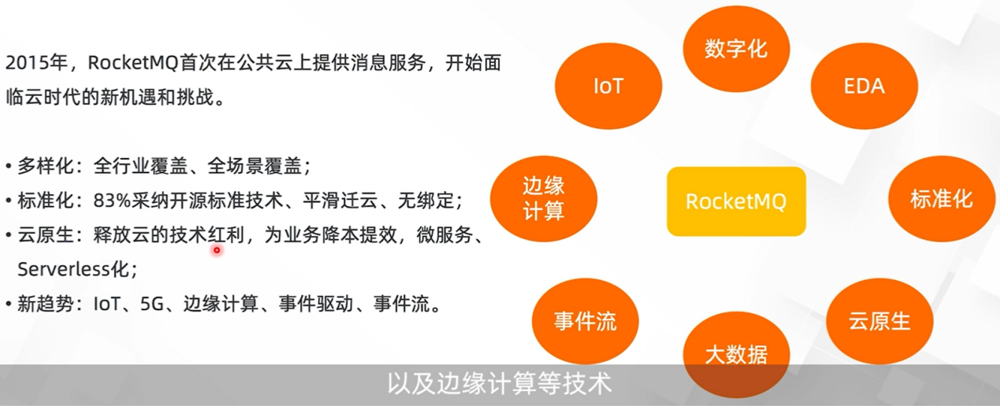 2015年，RocketMQ首次在公共云上提供消息服务，开始面
临云时代的新机遇和挑战。
• 多样化：全行业覆盖、全场景覆盖；
• 标准化：83%采纳开源标准技术、平滑迁云、无绑定；
• 云原生：释放云的技术红利，为业务降本提效，微服务、
Serverless化；
• 新趋势：IoT、5G、边缘计算、事件驱动、事件流。
数字化
IoT
EDA
边缘
计算
RocketMQ
标准化
事件流
云原生
大数据
以及边缘计算等技术